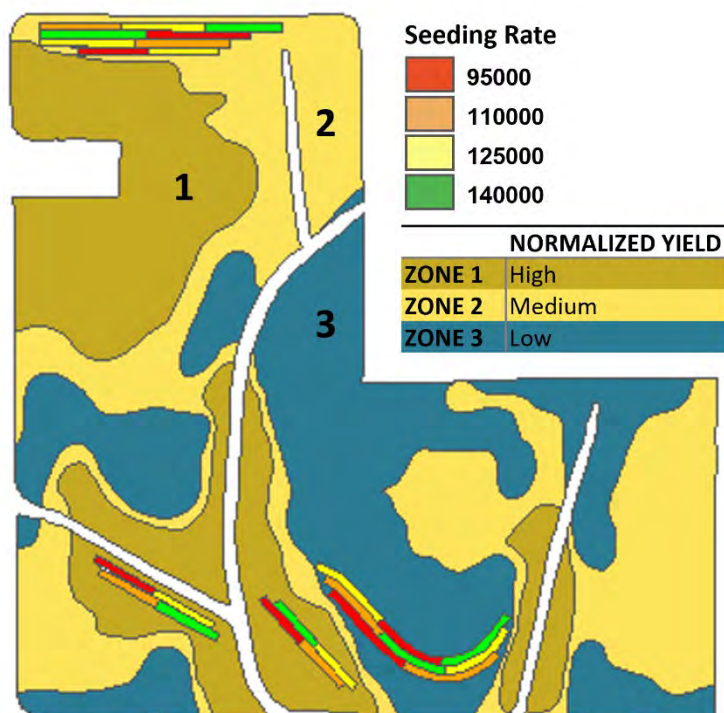 Seeding Rate
95000
110000
125000
140000
NORMALIZED YIELD
ZONE 1 High
ZONE 2 Medium
ZONE 3 Low
2
1
3